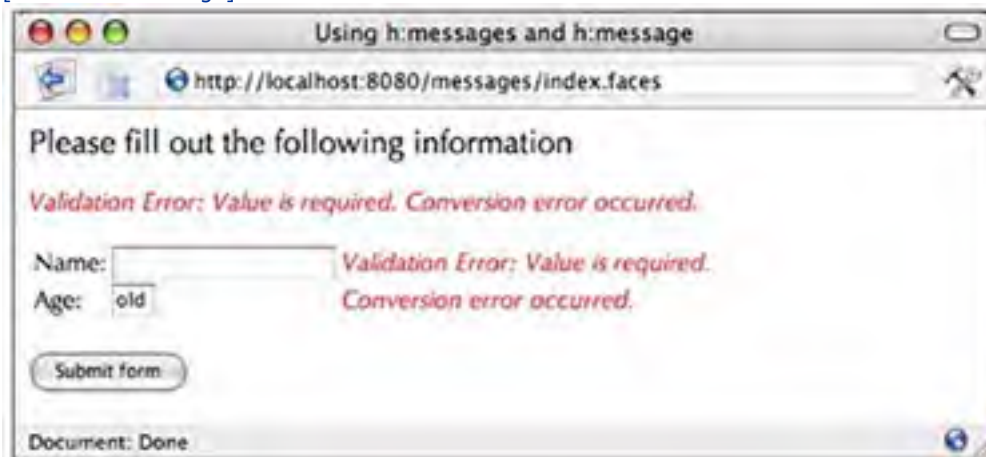 Using h:messages and h:message
http://localhost:8080/messages/index.faces
Please fill out the following information
Validation Error: Value is required. Conversion error occurred.
Name: Validation Error: Value is required.
Age: old Conversion error occurred.
Submit form
Document: Done